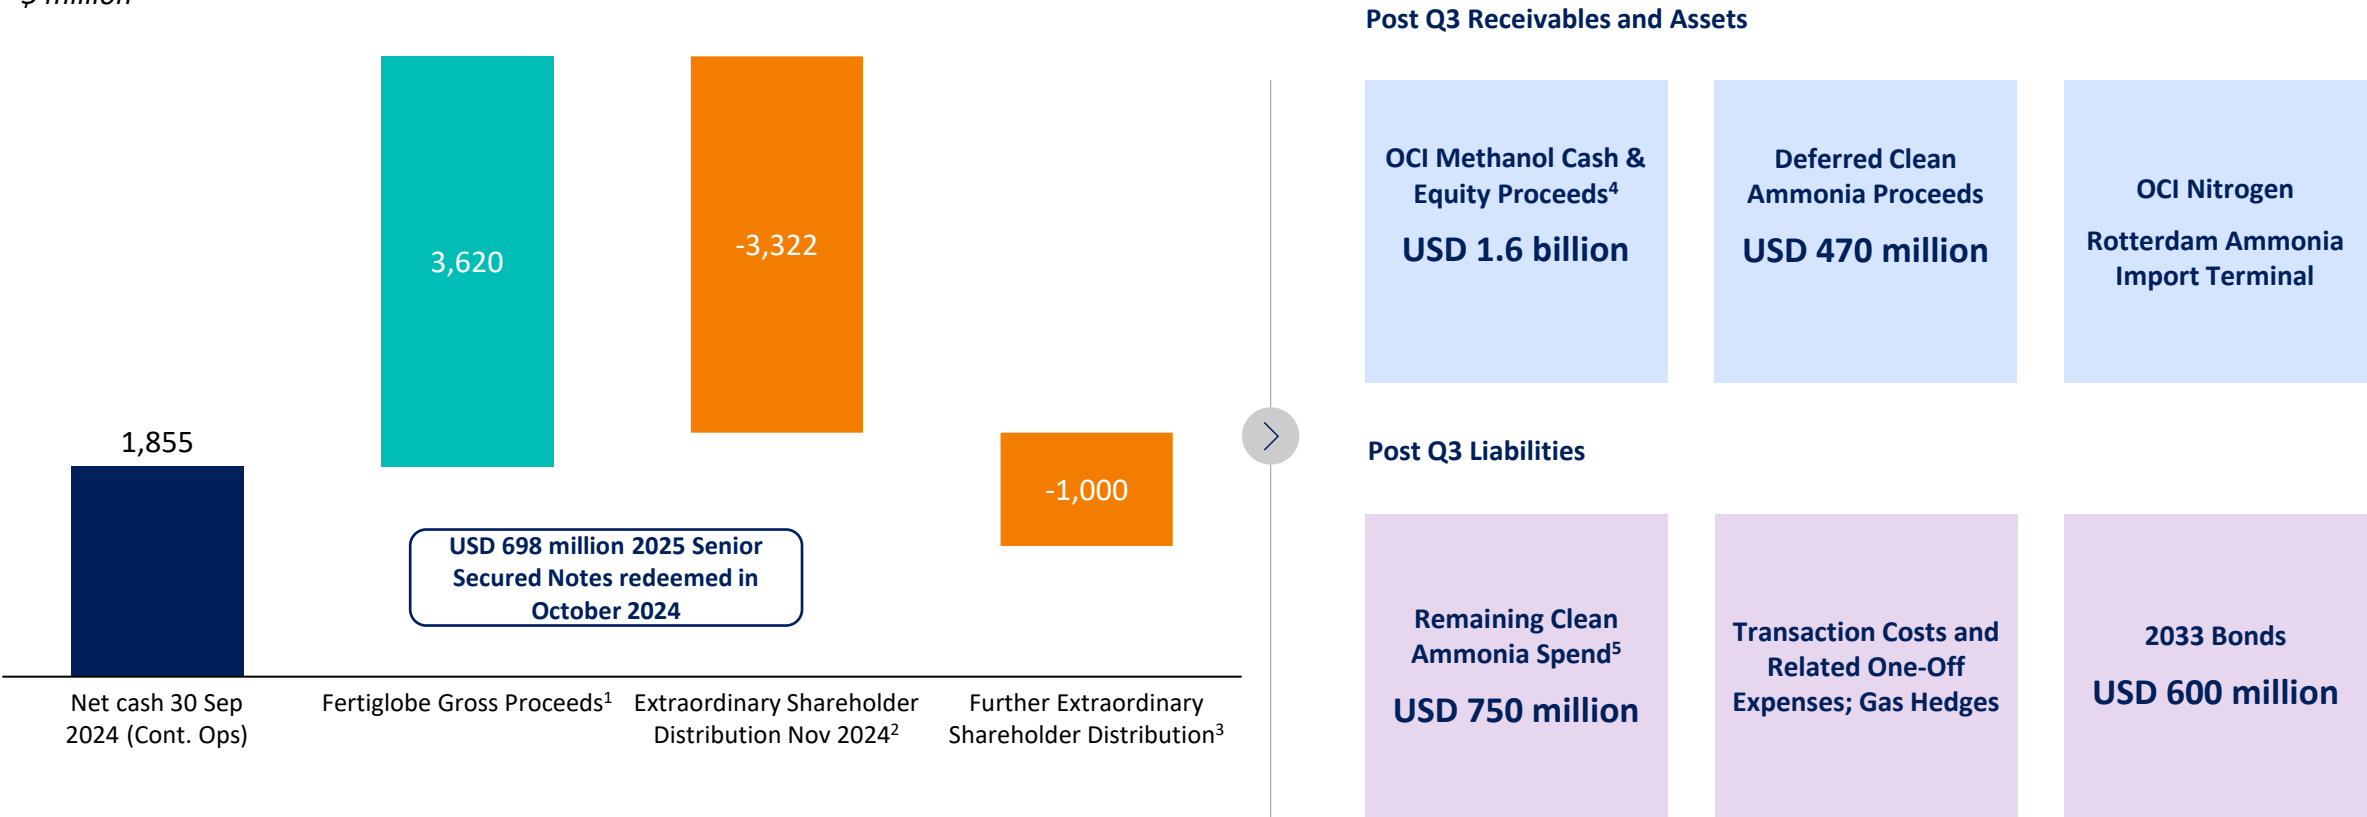 $ million
1,855
3,620
-3,322
-1,000
USD 698 million 2025 Senior
Secured Notes redeemed in
October 2024
Net cash 30 Sep
2024 (Cont. Ops)
Fertiglobe Gross Proceeds1
Extraordinary Shareholder
Distribution Nov 20242
Further Extraordinary
Shareholder Distribution3
Post Q3 Receivables and Assets
OCI Methanol Cash &
Equity Proceeds4
USD 1.6 billion
Deferred Clean
Ammonia Proceeds
USD 470 million
OCI Nitrogen
Rotterdam Ammonia
Import Terminal
Post Q3 Liabilities
Remaining Clean
Ammonia Spend5
USD 750 million
Transaction Costs and
Related One-Off
Expenses; Gas Hedges
2033 Bonds
USD 600 million